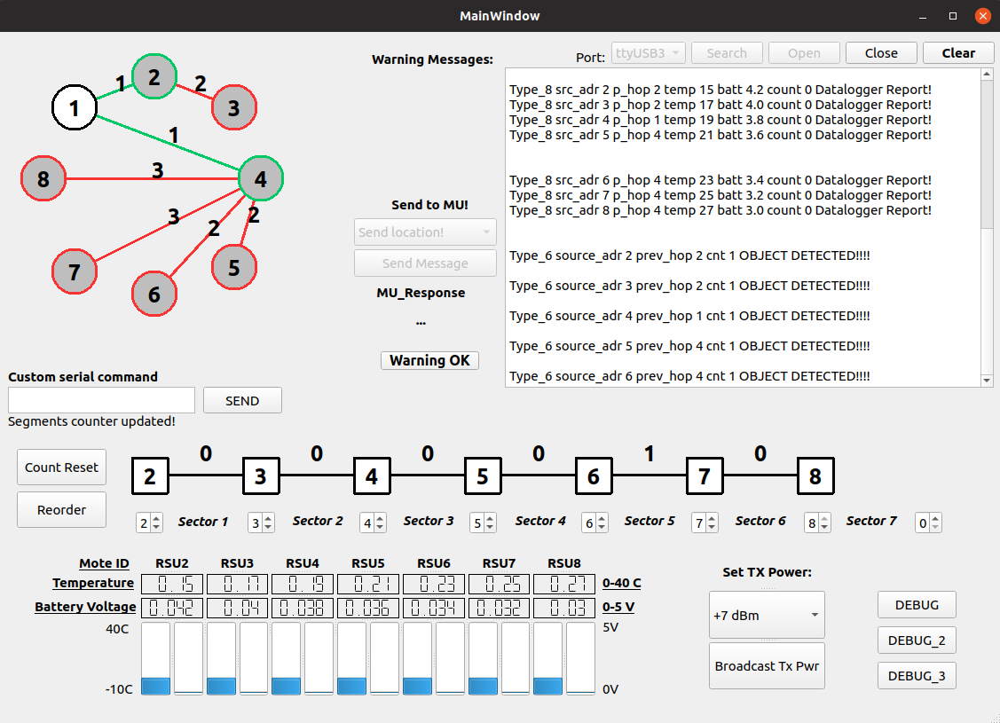 MainWindow
Warning Messages:
Port:
ttyUSB3
Search
Open
Close
Clear
1
2
3
8
4
7
6
5
1
2
1
3
3
2
2
Type_8 src_adr 2 p_hop 2 temp 15 batt 4.2 count 0 Datalogger Report!
Type_8 src_adr 3 p_hop 2 temp 17 batt 4.0 count 0 Datalogger Report!
Type_8 src_adr 4 p_hop 1 temp 19 batt 3.8 count 0 Datalogger Report!
Type_8 src_adr 5 p_hop 4 temp 21 batt 3.6 count 0 Datalogger Report!
Type_8 src_adr 6 p_hop 4 temp 23 batt 3.4 count 0 Datalogger Report!
Type_8 src_adr 7 p_hop 4 temp 25 batt 3.2 count 0 Datalogger Report!
Type_8 src_adr 8 p_hop 4 temp 27 batt 3.0 count 0 Datalogger Report!
Type_6 source_adr 2 prev_hop 2 cnt 1 OBJECT DETECTED!!!!
Type_6 source_adr 3 prev_hop 2 cnt 1 OBJECT DETECTED!!!!
Type_6 source_adr 4 prev_hop 1 cnt 1 OBJECT DETECTED!!!!
Type_6 source_adr 5 prev_hop 4 cnt 1 OBJECT DETECTED!!!!
Type_6 source_adr 6 prev_hop 4 cnt 1 OBJECT DETECTED!!!!
Send to MU!
Send location!
Send Message
MU_Response
...
Warning OK
Custom serial command
SEND
Segments counter updated!
Count Reset
Reorder
0 0 0 0 1 0
2 3 4 5 6 7 8
2 Sector 1 3 Sector 2 4 Sector 3 5 Sector 4 6 Sector 5 7 Sector 6 8 Sector 7 0
Mote ID RSU2 RSU3 RSU4 RSU5 RSU6 RSU7 RSU8
Temperature 0.15 0.17 0.19 0.21 0.23 0.25 0.27 0-40 C
Battery Voltage 0.042 0.04 0.038 0.036 0.034 0.032 0.03 0-5 V
40C 5V
-10C 0V
Set TX Power:
+7 dBm
Broadcast Tx Pwr
DEBUG
DEBUG_2
DEBUG_3